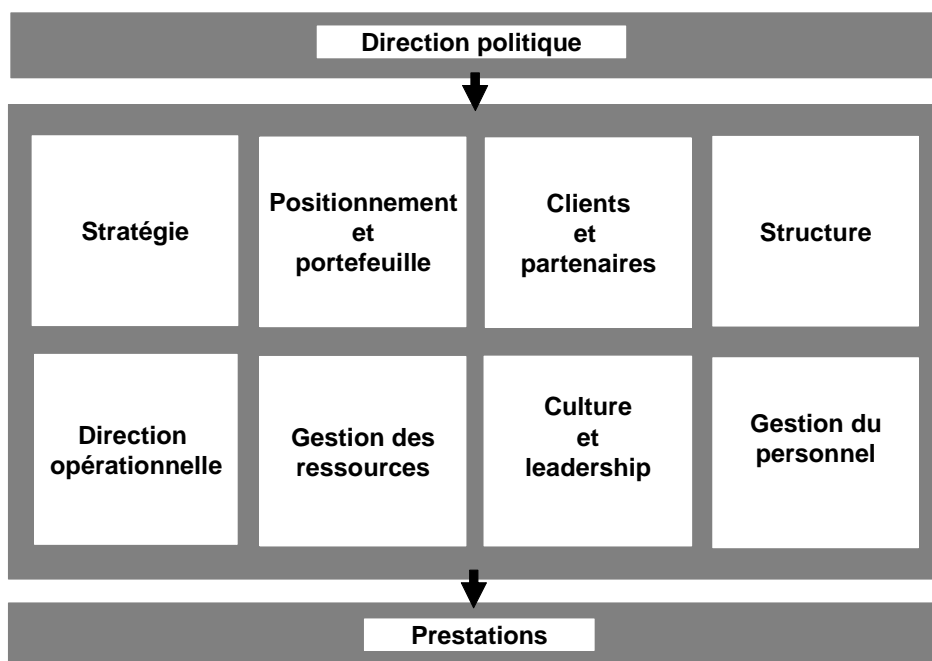 Direction politique
Stratégie
Positionnement
et
portefeuille
Clients
et
partenaires
Structure
Direction
opérationnelle
Gestion des
ressources
Culture
et
leadership
Gestion du
personnel
Prestations